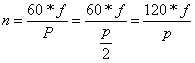 n = 60 * f / P = 60 * f / (p / 2) = 120 * f / p